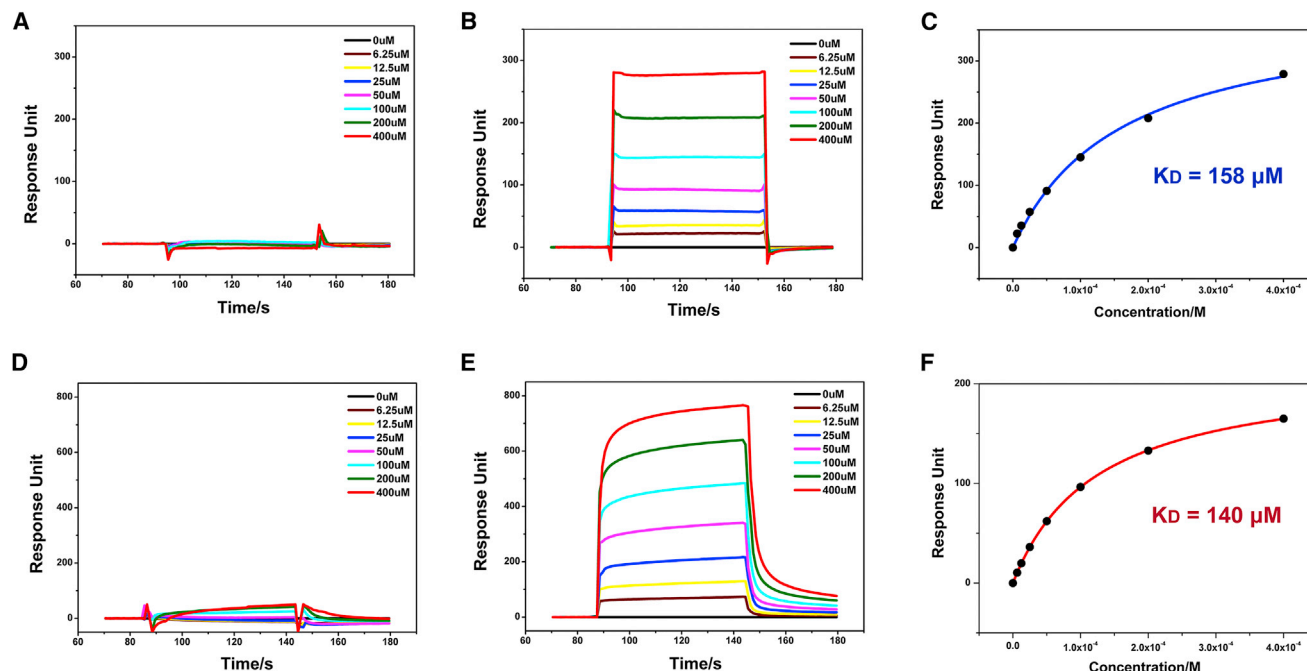 A
Response Unit
300
200
100
0
60 80 100 120 140 160 180
Time/s
0uM
6.25uM
12.5uM
25uM
50uM
100uM
200uM
400uM
B
Response Unit
300
200
100
0
60 80 100 120 140 160 180
Time/s
0uM
6.25uM
12.5uM
25uM
50uM
100uM
200uM
400uM
C
Response Unit
300
200
100
0
0.0 1.0x10⁻⁴ 2.0x10⁻⁴ 3.0x10⁻⁴ 4.0x10⁻⁴
Concentration/M
KD = 158 μM
D
Response Unit
800
600
400
200
0
60 80 100 120 140 160 180
Time/s
0uM
6.25uM
12.5uM
25uM
50uM
100uM
200uM
400uM
E
Response Unit
800
600
400
200
0
60 80 100 120 140 160 180
Time/s
0uM
6.25uM
12.5uM
25uM
50uM
100uM
200uM
400uM
F
Response Unit
200
100
0
0.0 1.0x10⁻⁴ 2.0x10⁻⁴ 3.0x10⁻⁴ 4.0x10⁻⁴
Concentration/M
KD = 140 μM